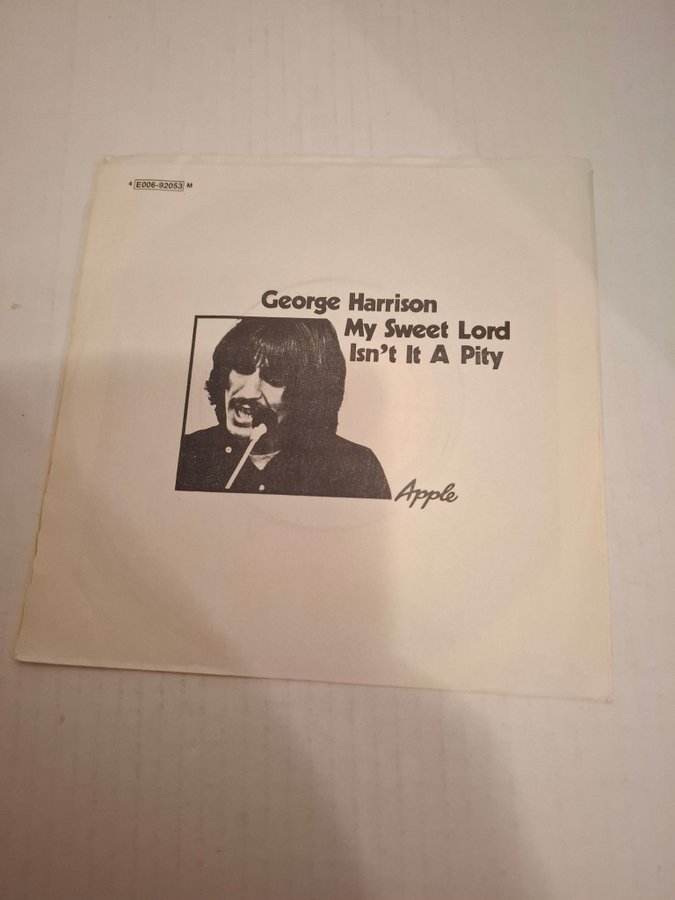 4 E006-92053 M
George Harrison
My Sweet Lord
Isn't It A Pity
Apple